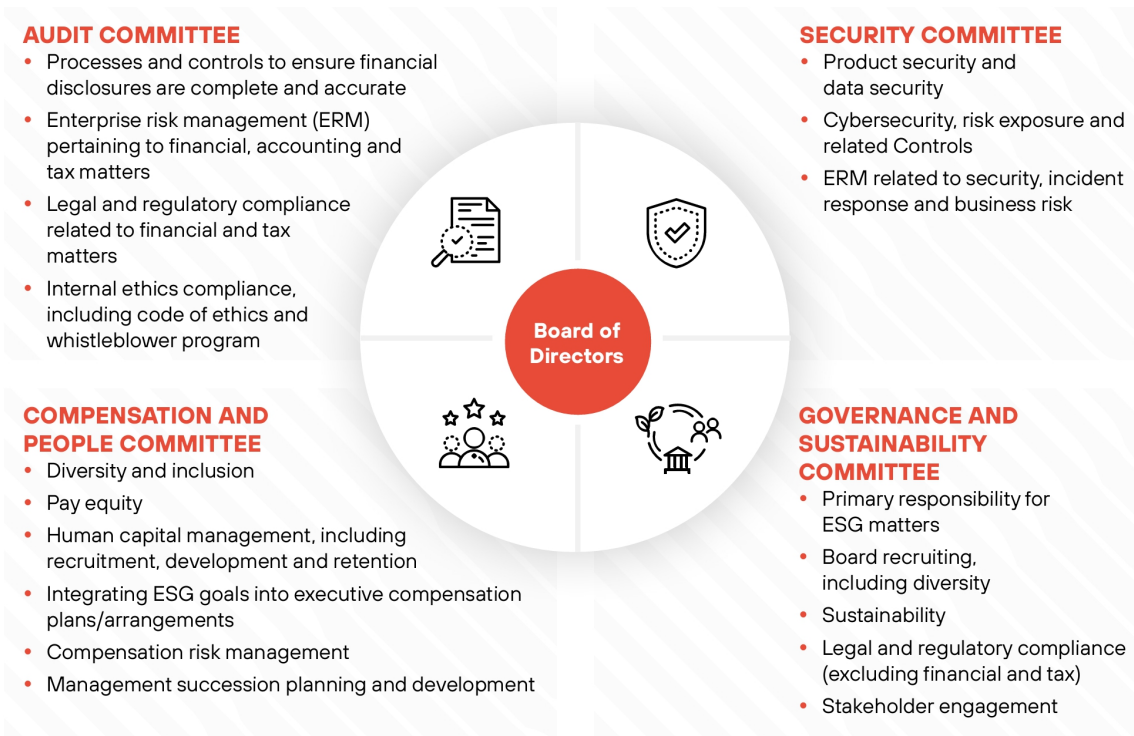 AUDIT COMMITTEE
• Processes and controls to ensure financial
disclosures are complete and accurate
• Enterprise risk management (ERM)
pertaining to financial, accounting and
tax matters
• Legal and regulatory compliance
related to financial and tax
matters
• Internal ethics compliance,
including code of ethics and
whistleblower program
SECURITY COMMITTEE
• Product security and
data security
• Cybersecurity, risk exposure and
related Controls
• ERM related to security, incident
response and business risk
Board of
Directors
COMPENSATION AND
PEOPLE COMMITTEE
• Diversity and inclusion
• Pay equity
• Human capital management, including
recruitment, development and retention
• Integrating ESG goals into executive compensation
plans/arrangements
• Compensation risk management
• Management succession planning and development
GOVERNANCE AND
SUSTAINABILITY
COMMITTEE
• Primary responsibility for
ESG matters
• Board recruiting,
including diversity
• Sustainability
• Legal and regulatory compliance
(excluding financial and tax)
• Stakeholder engagement